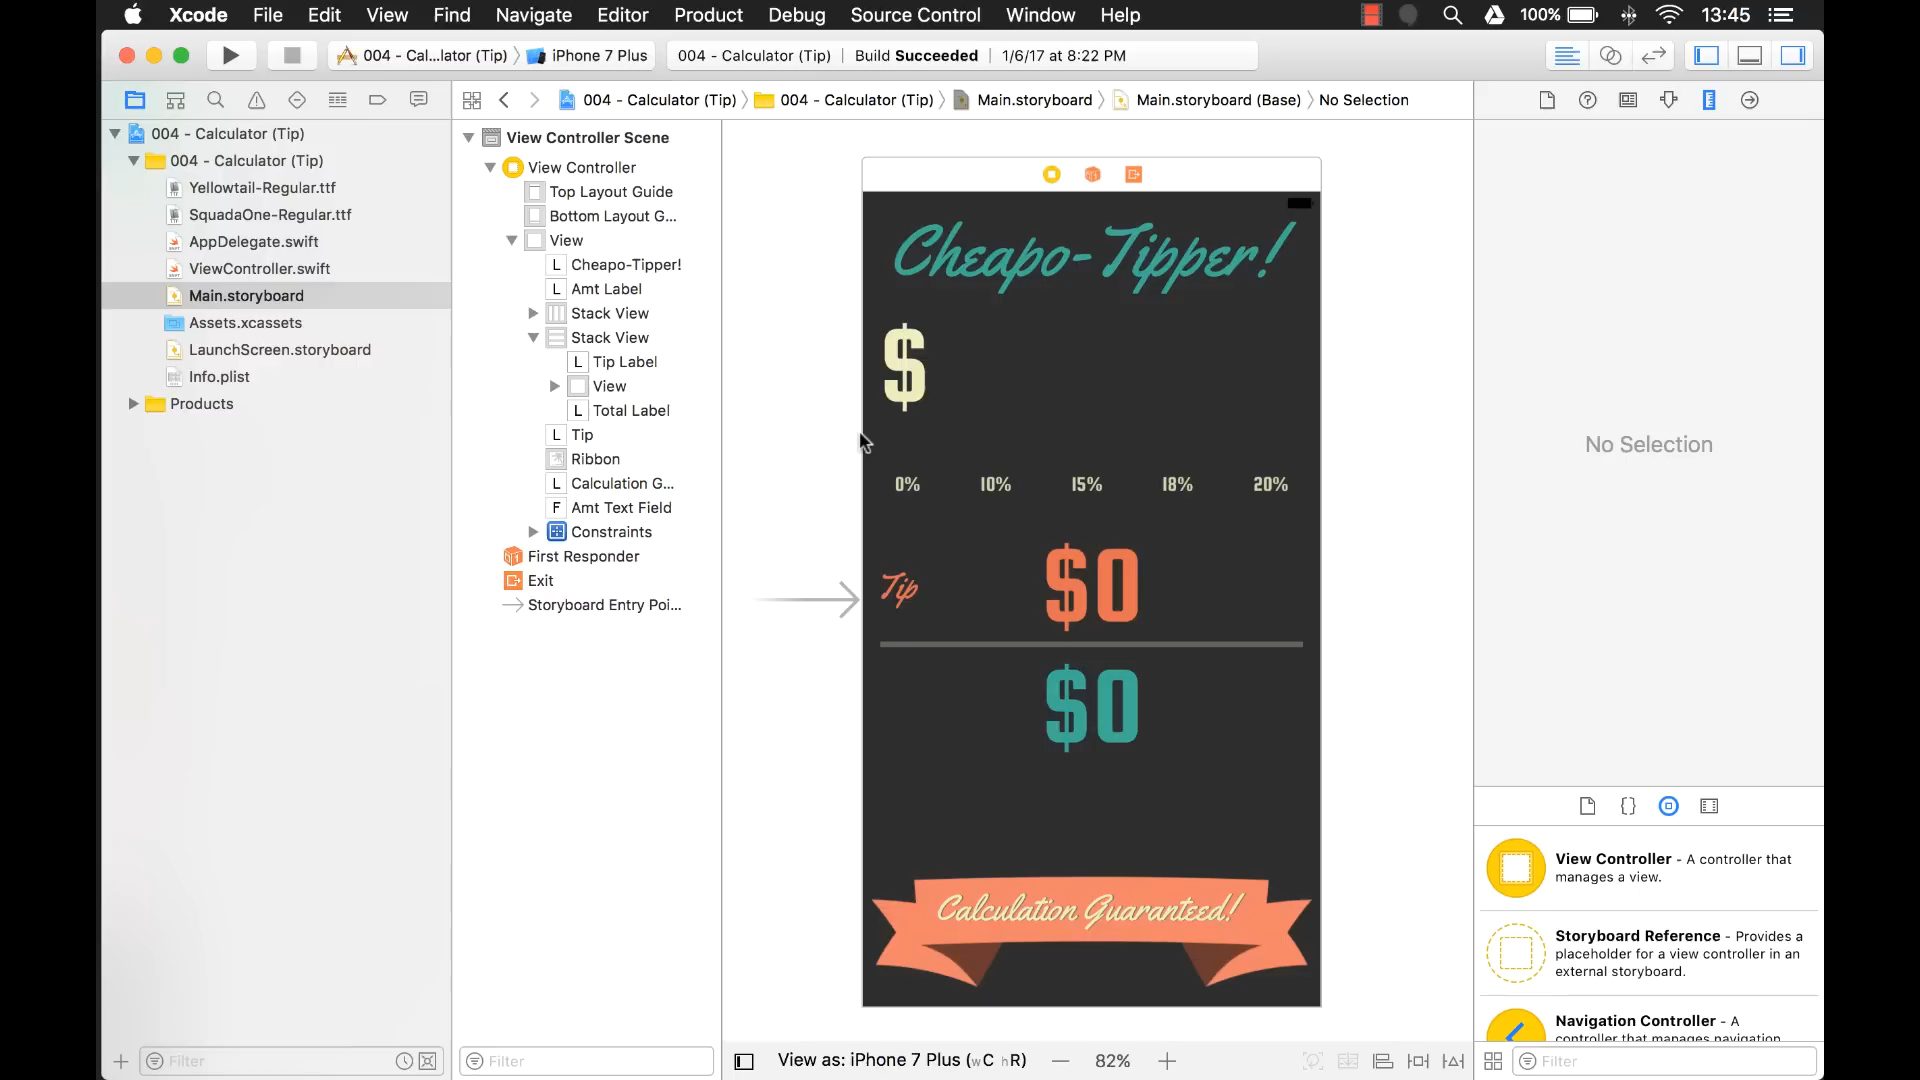 Xcode File Edit View Find Navigate Editor Product Debug Source Control Window Help 100% 13:45
004 - Cal...lator (Tip) iPhone 7 Plus 004 - Calculator (Tip) Build Succeeded 1/6/17 at 8:22 PM
004 - Calculator (Tip) 004 - Calculator (Tip) Main.storyboard Main.storyboard (Base) No Selection
004 - Calculator (Tip)
004 - Calculator (Tip)
Yellowtail-Regular.ttf
SquadaOne-Regular.ttf
AppDelegate.swift
ViewController.swift
Main.storyboard
Assets.xcassets
LaunchScreen.storyboard
Info.plist
Products
Filter
View Controller Scene
View Controller
Top Layout Guide
Bottom Layout G...
View
L Cheapo-Tipper!
L Amt Label
Stack View
Stack View
L Tip Label
View
L Total Label
L Tip
Ribbon
L Calculation G...
F Amt Text Field
Constraints
First Responder
Exit
Storyboard Entry Poi...
Filter
Cheapo-Tipper!
$
0% 10% 15% 18% 20%
Tip $0
$0
Calculation Guaranteed!
View as: iPhone 7 Plus (wC hR) 82%
No Selection
View Controller - A controller that
manages a view.
Storyboard Reference - Provides a
placeholder for a view controller in an
external storyboard.
Navigation Controller - A
controller that manages navigation
Filter